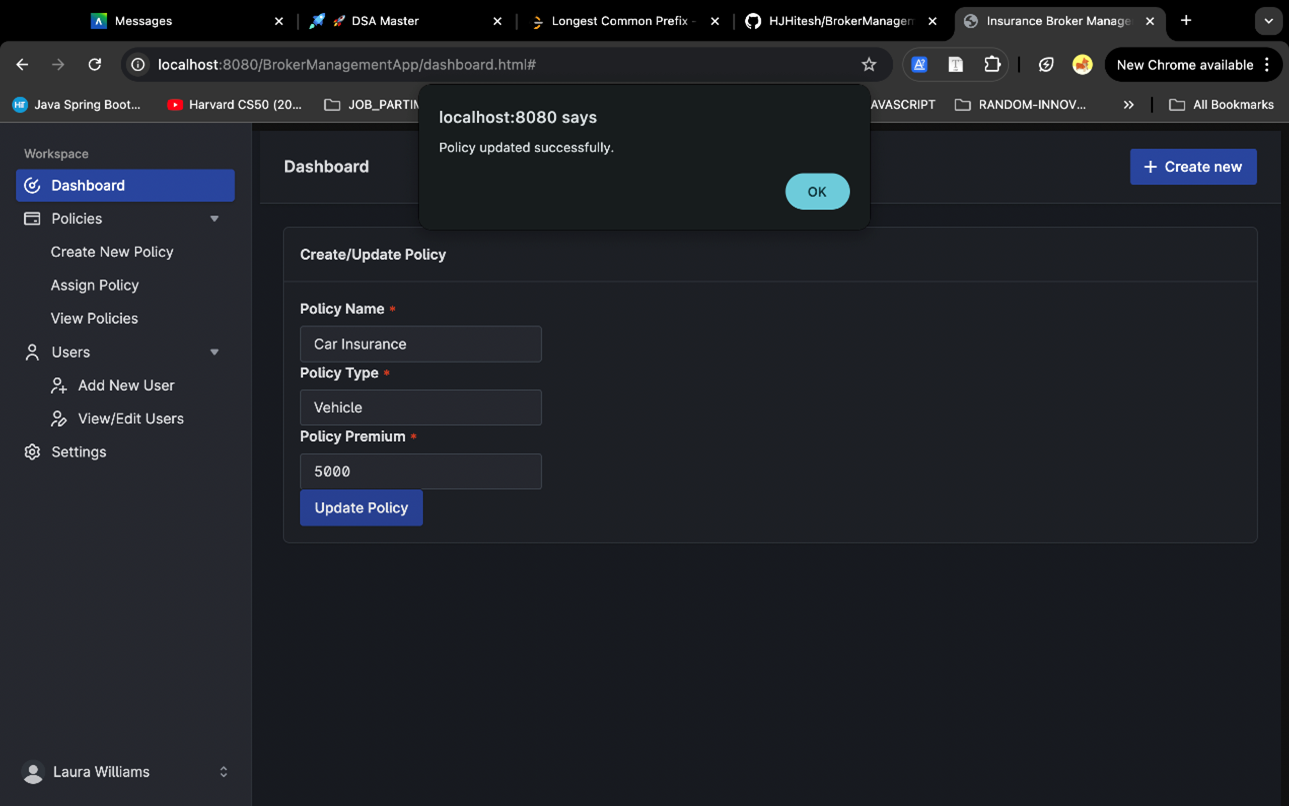 Messages
🚀 DSA Master
Longest Common Prefix -
HJHitesh/BrokerManagem
Insurance Broker Manage
localhost:8080/BrokerManagementApp/dashboard.html#
New Chrome available
Java Spring Boot...
Harvard CS50 (20...
JOB_PARTIM
AVASCRIPT
RANDOM-INNOV...
All Bookmarks
localhost:8080 says
Policy updated successfully.
OK
Workspace
Dashboard
Policies
Create New Policy
Assign Policy
View Policies
Users
Add New User
View/Edit Users
Settings
Laura Williams
Dashboard
+ Create new
Create/Update Policy
Policy Name *
Car Insurance
Policy Type *
Vehicle
Policy Premium *
5000
Update Policy